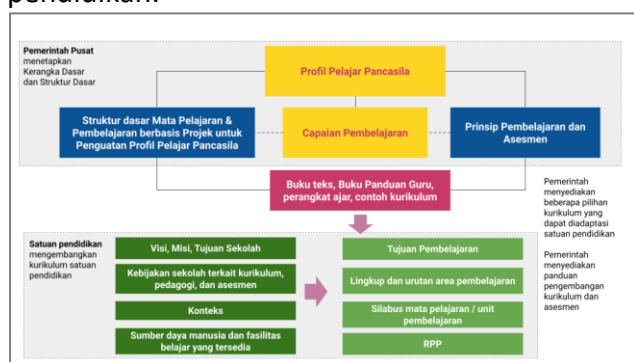 pendidikan.
Pemerintah Pusat
menetapkan
Kerangka Dasar
dan Struktur Dasar
Profil Pelajar Pancasila
Struktur dasar Mata Pelajaran &
Pembelajaran berbasis Projek untuk
Penguatan Profil Pelajar Pancasila
Capaian Pembelajaran
Prinsip Pembelajaran dan
Asesmen
Buku teks, Buku Panduan Guru,
perangkat ajar, contoh kurikulum
Pemerintah
menyediakan
beberapa pilihan
kurikulum yang
dapat diadaptasi
satuan pendidikan
Pemerintah
menyediakan
panduan
pengembangan
kurikulum dan
asesmen
Satuan pendidikan
mengembangkan
kurikulum satuan
pendidikan
Visi, Misi, Tujuan Sekolah
Kebijakan sekolah terkait kurikulum,
pedagogi, dan asesmen
Konteks
Sumber daya manusia dan fasilitas
belajar yang tersedia
Tujuan Pembelajaran
Lingkup dan urutan area pembelajaran
Silabus mata pelajaran / unit
pembelajaran
RPP